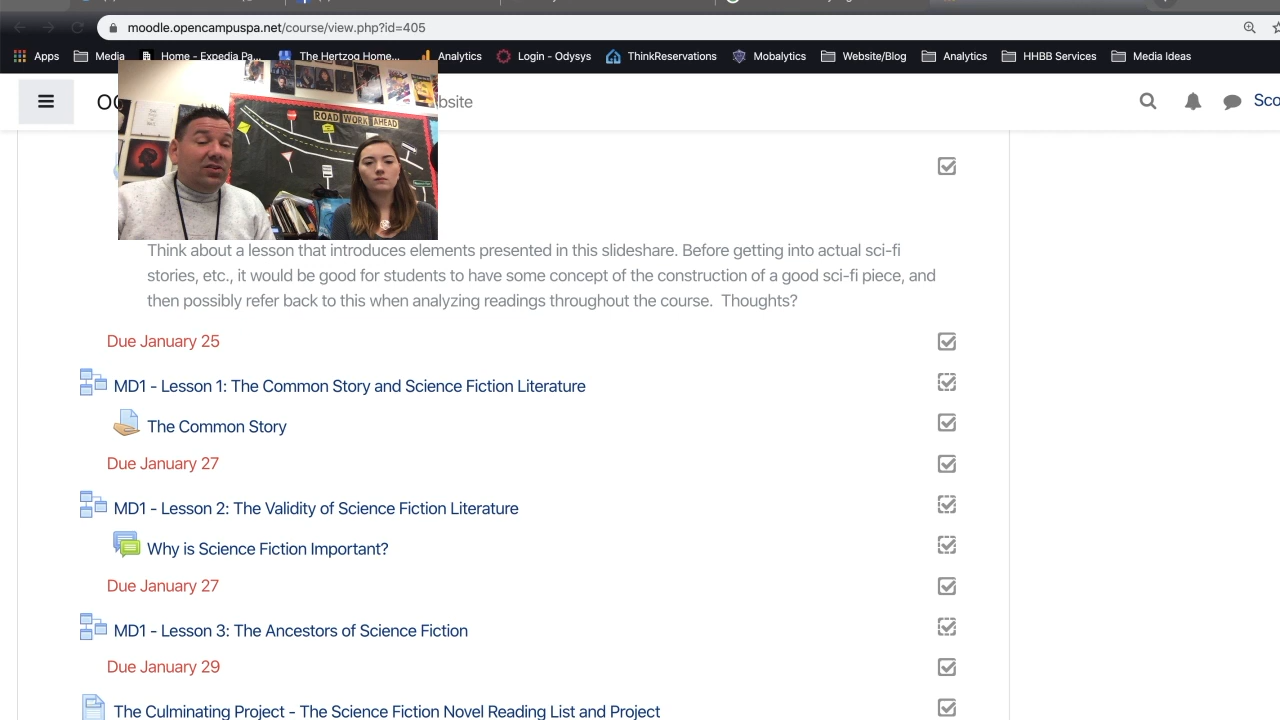 moodle.opencampuspa.net/course/view.php?id=405
Apps Media Home - Expedia Pa... The Hertzog Home... Analytics Login - Odysys ThinkReservations Mobalytics Website/Blog Analytics HHBB Services Media Ideas
ROAD WORK AHEAD
Think about a lesson that introduces elements presented in this slideshare. Before getting into actual sci-fi
stories, etc., it would be good for students to have some concept of the construction of a good sci-fi piece, and
then possibly refer back to this when analyzing readings throughout the course. Thoughts?
Due January 25
MD1 - Lesson 1: The Common Story and Science Fiction Literature
The Common Story
Due January 27
MD1 - Lesson 2: The Validity of Science Fiction Literature
Why is Science Fiction Important?
Due January 27
MD1 - Lesson 3: The Ancestors of Science Fiction
Due January 29
The Culminating Project - The Science Fiction Novel Reading List and Project